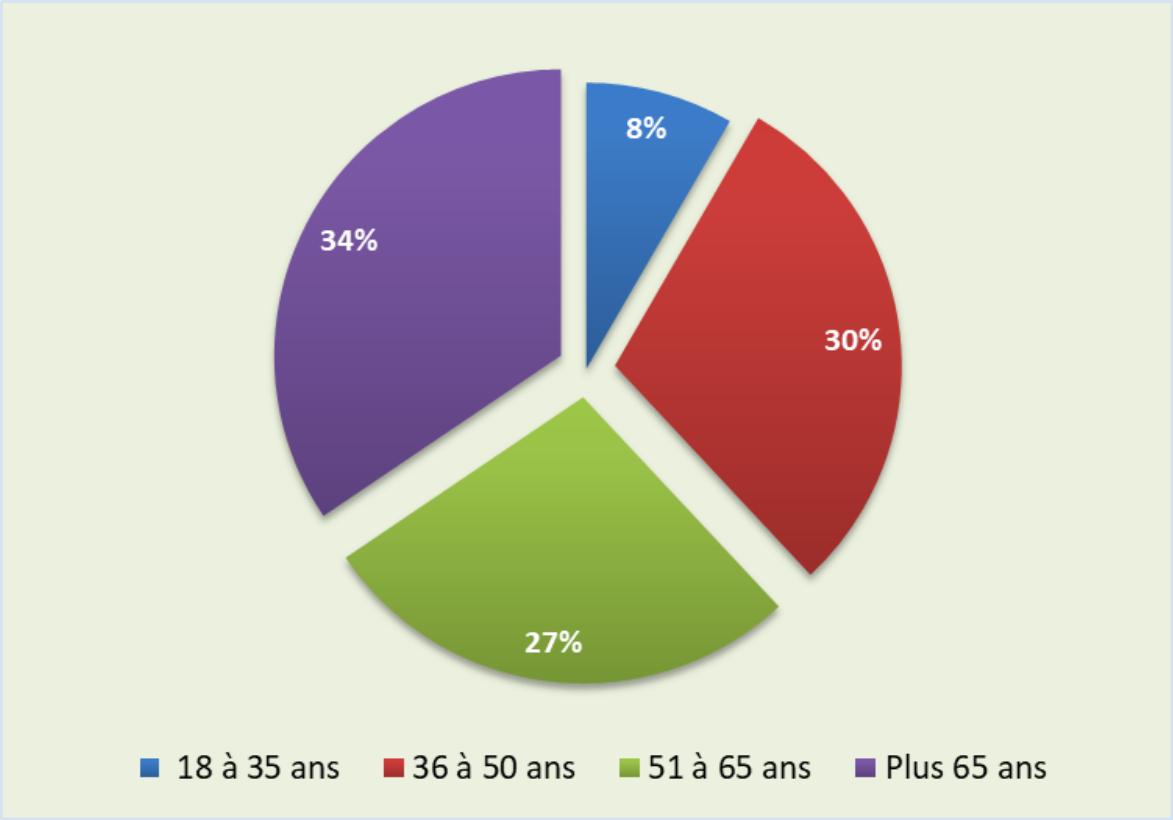 8%
34%
30%
27%
18 à 35 ans
36 à 50 ans
51 à 65 ans
Plus 65 ans